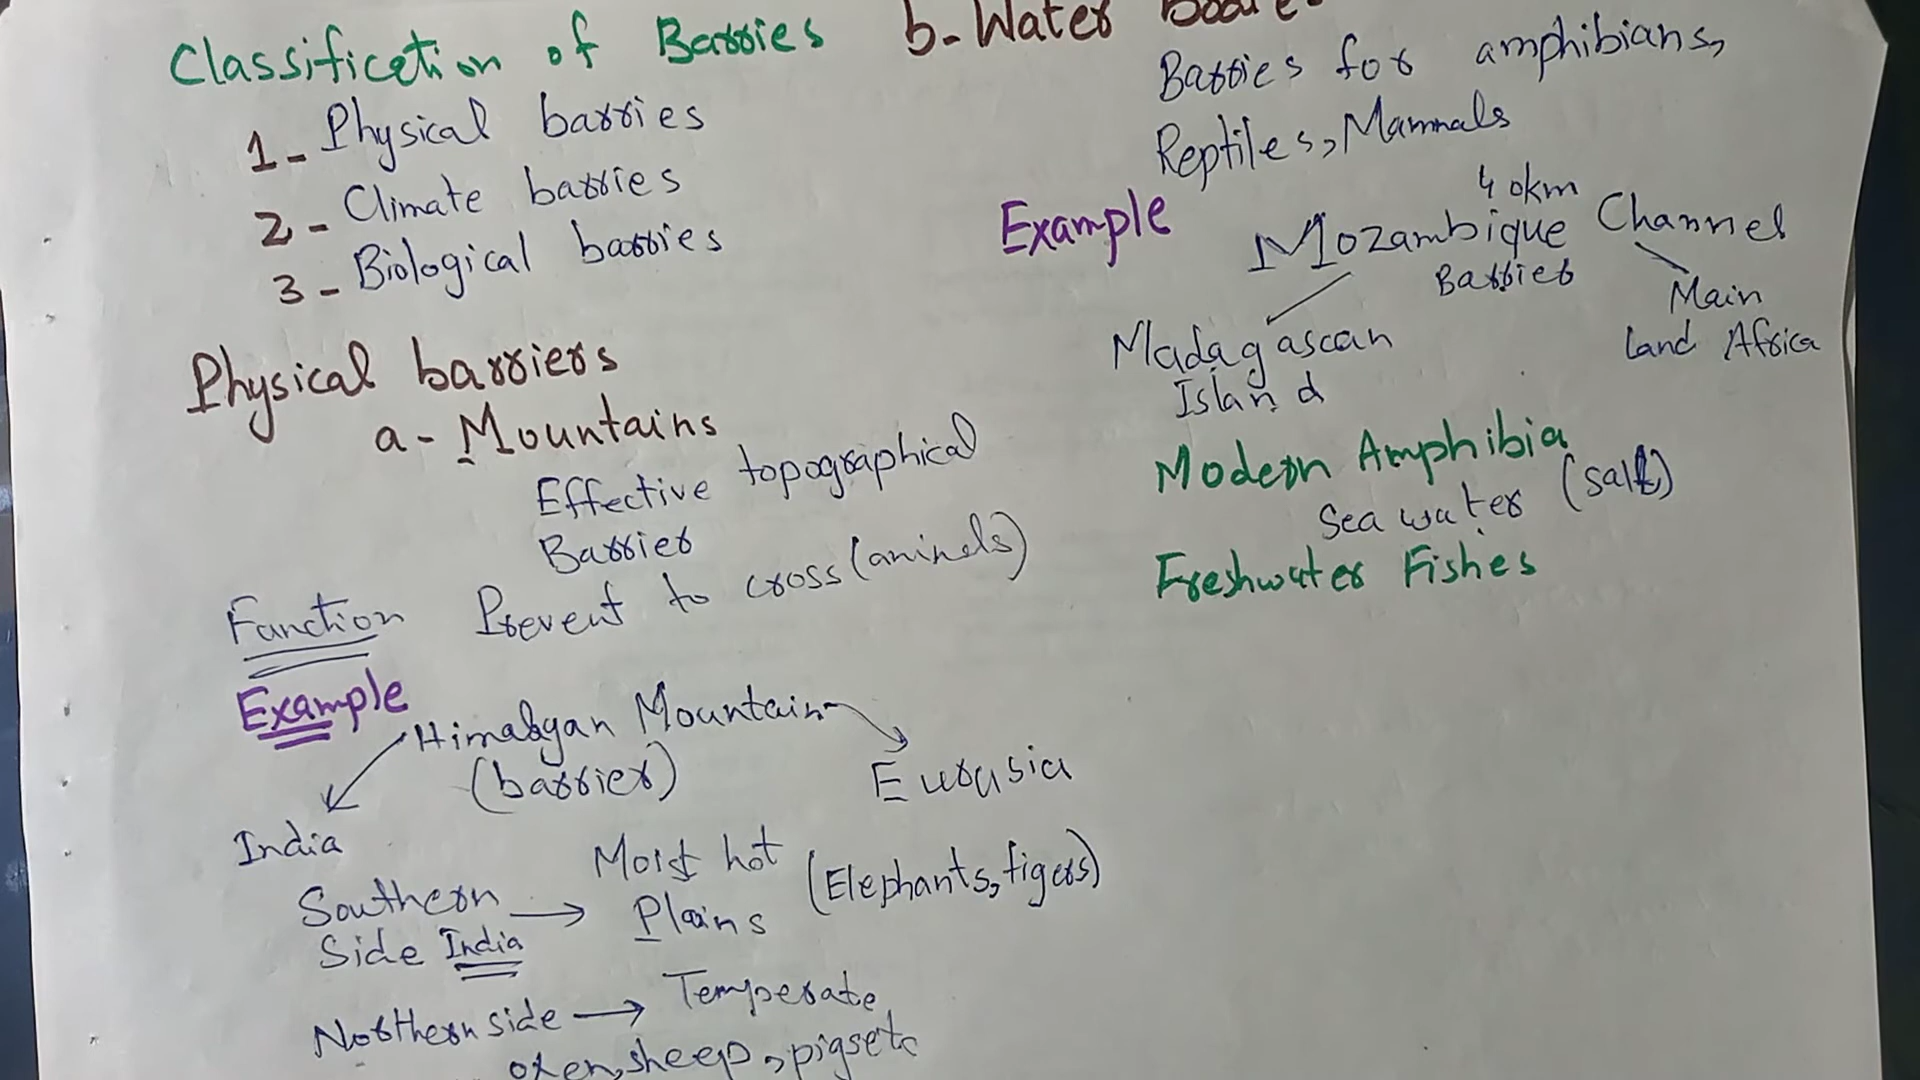 Classification of Barries
1- Physical barries
2- Climate barries
3- Biological barries
Physical barriers
a- Mountains
Effective topographical
Barrier
Function Prevent to cross (aninels)
Example
Himalayan Mountain
(barrier)
Eurasia
India
Southern
Side India
Moist hot
Plains
(Elephants, tigers)
Northern side Temperate
oxen, sheep, pigs etc
b- Water
Barries for amphibians,
Reptiles, Mammals
Example
40km
Mozambique Channel
Barrier
Main
land Africa
Madagascan
Island
Modern Amphibia
Sea water (salt)
Freshwater Fishes